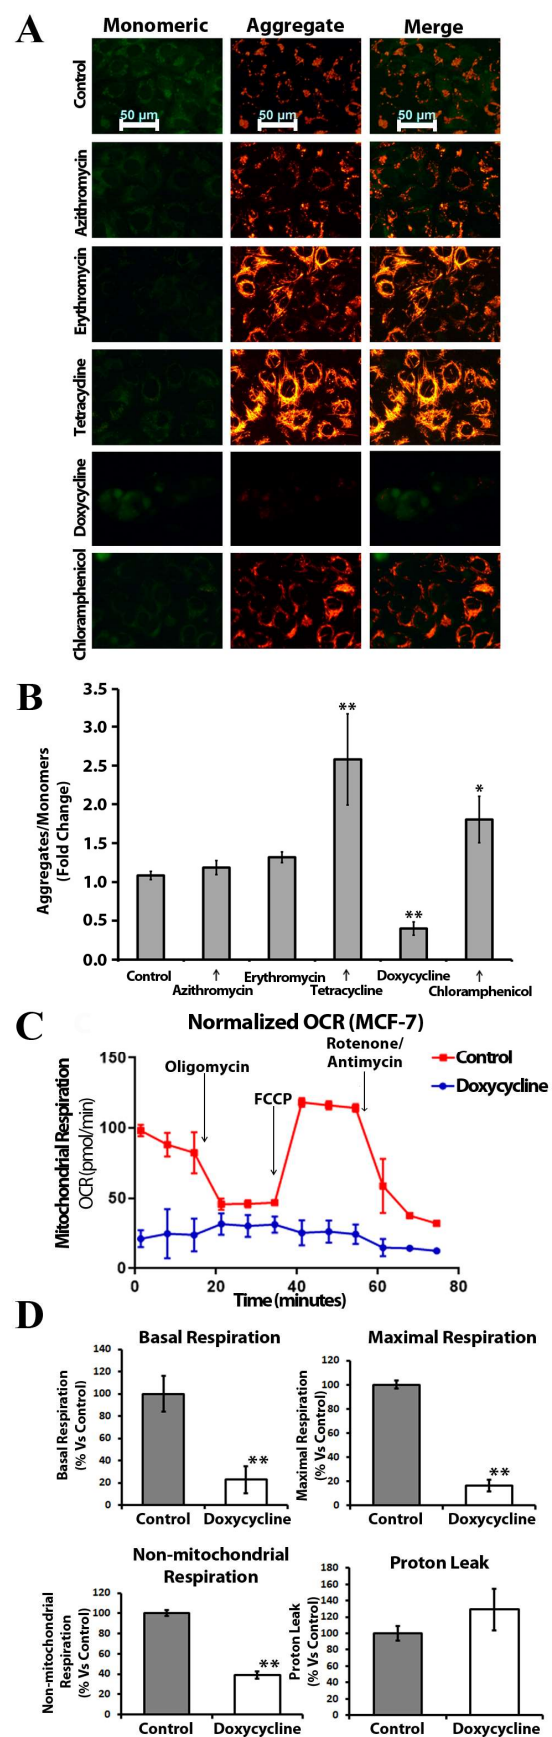 A
Monomeric Aggregate Merge
Control
50 µm 50 µm 50 µm
Azithromycin
Erythromycin
Tetracycline
Doxycycline
Chloramphenicol
B
Aggregates/Monomers
(Fold Change)
3.5
3.0
2.5
2.0
1.5
1.0
0.5
0.0
**
**
*
Control ↑ Erythromycin ↑ Doxycycline ↑
Azithromycin Tetracycline Chloramphenicol
C
Normalized OCR (MCF-7)
Mitochondrial Respiration
OCR (pmol/min)
150
100
50
0
Oligomycin
FCCP
Rotenone/
Antimycin
Control
Doxycycline
0 20 40 60 80
Time (minutes)
D
Basal Respiration
Basal Respiration
(% Vs Control)
140
120
100
80
60
40
20
0
**
Control Doxycycline
Maximal Respiration
Maximal Respiration
(% Vs Control)
120
100
80
60
40
20
0
**
Control Doxycycline
Non-mitochondrial
Respiration
Non-mitochondrial
Respiration
(% Vs Control)
120
100
80
60
40
20
0
**
Control Doxycycline
Proton Leak
Proton Leak
(% Vs Control)
180
160
140
120
100
80
60
40
20
0
Control Doxycycline